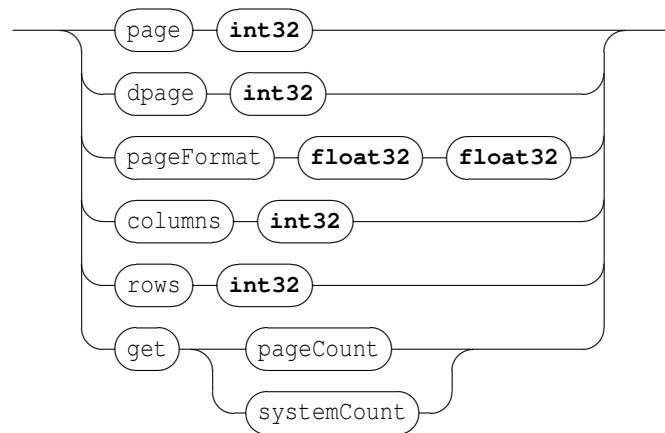 page int32
dpage int32
pageFormat float32 float32
columns int32
rows int32
get pageCount
systemCount